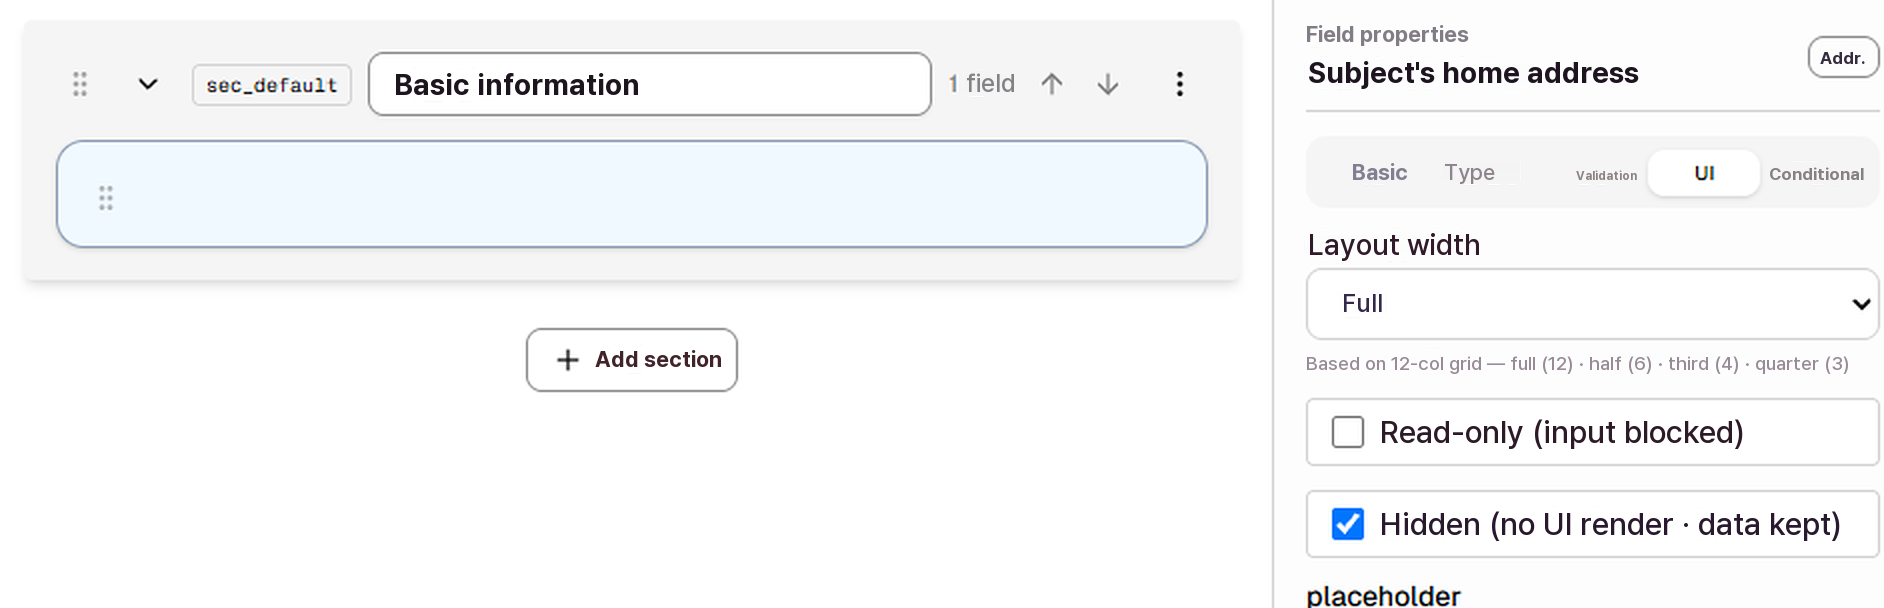 sec_default
Basic information
1 field
Add section
Field properties
Subject's home address
Addr.
Basic
Type
Validation
UI
Conditional
Layout width
Full
Based on 12-col grid — full (12) · half (6) · third (4) · quarter (3)
Read-only (input blocked)
Hidden (no UI render · data kept)
placeholder